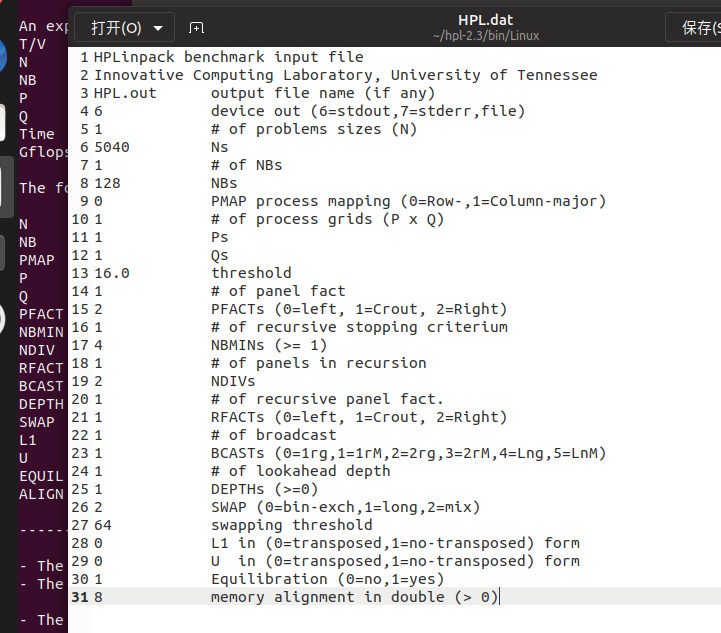 An exp
T/V
N
NB
P
Q
Time
Gflops
The fo
N
NB
PMAP
P
Q
PFACT
NBMIN
NDIV
RFACT
BCAST
DEPTH
SWAP
L1
U
EQUIL
ALIGN
------
- The
- The
- The
打开(O)
HPL.dat
~/hpl-2.3/bin/Linux
保存(S
1 HPLinpack benchmark input file
2 Innovative Computing Laboratory, University of Tennessee
3 HPL.out      output file name (if any)
4 6            device out (6=stdout,7=stderr,file)
5 1            # of problems sizes (N)
6 5040         Ns
7 1            # of NBs
8 128          NBs
9 0            PMAP process mapping (0=Row-,1=Column-major)
10 1            # of process grids (P x Q)
11 1            Ps
12 1            Qs
13 16.0         threshold
14 1            # of panel fact
15 2            PFACTs (0=left, 1=Crout, 2=Right)
16 1            # of recursive stopping criterium
17 4            NBMINs (>= 1)
18 1            # of panels in recursion
19 2            NDIVs
20 1            # of recursive panel fact.
21 1            RFACTs (0=left, 1=Crout, 2=Right)
22 1            # of broadcast
23 1            BCASTs (0=1rg,1=1rM,2=2rg,3=2rM,4=Lng,5=LnM)
24 1            # of lookahead depth
25 1            DEPTHs (>=0)
26 2            SWAP (0=bin-exch,1=long,2=mix)
27 64           swapping threshold
28 0            L1 in (0=transposed,1=no-transposed) form
29 0            U  in (0=transposed,1=no-transposed) form
30 1            Equilibration (0=no,1=yes)
31 8            memory alignment in double (> 0)